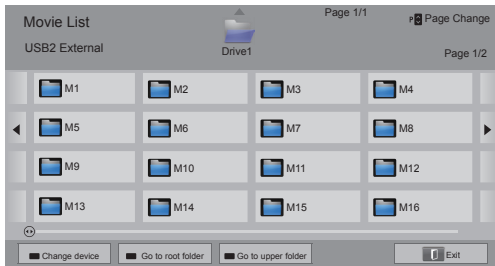 Movie List
Page 1/1
P Page Change
USB2 External
Drive1
Page 1/2
M1 M2 M3 M4
M5 M6 M7 M8
M9 M10 M11 M12
M13 M14 M15 M16
Change device Go to root folder Go to upper folder Exit